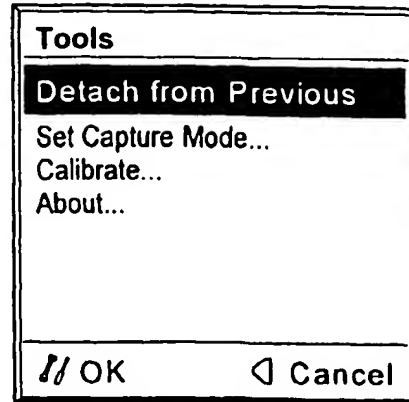 Tools
Detach from Previous
Set Capture Mode...
Calibrate...
About...
OK Cancel